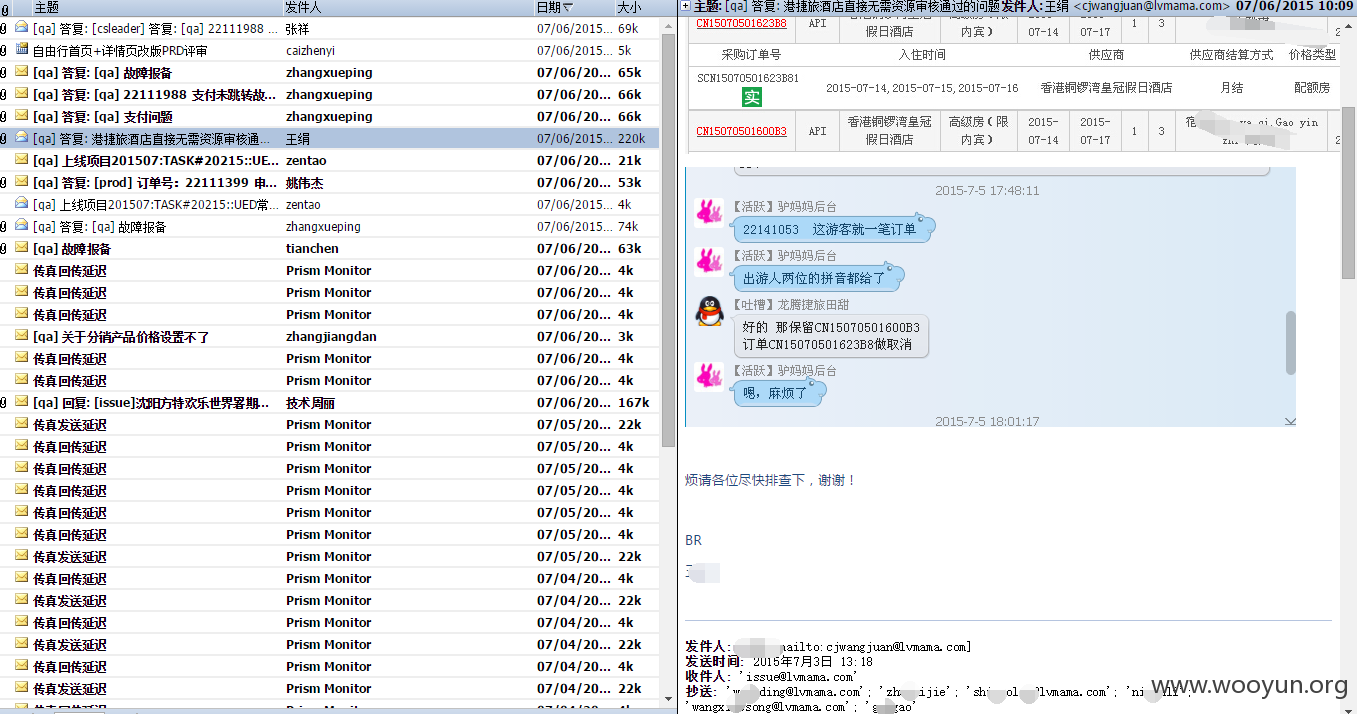 主题 发件人 日期 大小
[qa] 答复: [csleader] 答复: [qa] 22111988 ... 张祥 07/06/2015... 69k
自由行首页+详情页改版PRD评审 caizhenyi 07/06/2015... 5k
[qa] 答复: [qa] 故障报备 zhangxueping 07/06/20... 65k
[qa] 答复: [qa] 22111988 支付未跳转故... zhangxueping 07/06/20... 66k
[qa] 答复: [qa] 支付问题 zhangxueping 07/06/20... 66k
[qa] 答复: 港捷旅酒店直接无需资源审核通... 王绢 07/06/2015... 220k
[qa] 上线项目201507:TASK#20215::UE... zentao 07/06/20... 21k
[qa] 答复: [prod] 订单号：22111399 申... 姚伟杰 07/06/20... 53k
[qa] 上线项目201507:TASK#20215::UED常... zentao 07/06/2015... 4k
[qa] 答复: [qa] 故障报备 zhangxueping 07/06/2015... 74k
[qa] 故障报备 tianchen 07/06/20... 63k
传真回传延迟 Prism Monitor 07/06/20... 4k
传真回传延迟 Prism Monitor 07/06/20... 4k
传真回传延迟 Prism Monitor 07/06/20... 4k
[qa] 关于分销产品价格设置不了 zhangjiangdan 07/06/20... 3k
传真回传延迟 Prism Monitor 07/06/20... 4k
传真回传延迟 Prism Monitor 07/06/20... 4k
[qa] 回复: [issue]沈阳方特欢乐世界暑期... 技术周丽 07/06/20... 167k
传真发送延迟 Prism Monitor 07/05/20... 22k
传真回传延迟 Prism Monitor 07/05/20... 4k
传真回传延迟 Prism Monitor 07/05/20... 4k
传真回传延迟 Prism Monitor 07/05/20... 4k
传真回传延迟 Prism Monitor 07/05/20... 4k
传真回传延迟 Prism Monitor 07/05/20... 4k
传真发送延迟 Prism Monitor 07/05/20... 22k
传真回传延迟 Prism Monitor 07/04/20... 4k
传真发送延迟 Prism Monitor 07/04/20... 22k
传真回传延迟 Prism Monitor 07/04/20... 4k
传真发送延迟 Prism Monitor 07/04/20... 22k
传真回传延迟 Prism Monitor 07/04/20... 4k
传真发送延迟 Prism Monitor 07/04/20... 22k
主题: [qa] 答复: 港捷旅酒店直接无需资源审核通过的问题 发件人:王绢 <cjwangjuan@lvmama.com> 07/06/2015 10:09
CN15070501623B8 API 假日酒店 内宾） 07-14 07-17 1 3
采购订单号 入住时间 供应商 供应商结算方式 价格类型
SCN15070501623B81
实
2015-07-14,2015-07-15,2015-07-16 香港铜锣湾皇冠假日酒店 月结 配额房
香港铜锣湾皇冠 高级房（限 2015- 2015-
CN15070501600B3 API 1 3 ya qi,Gao yin
假日酒店 内宾） 07-14 07-17 zhi
2015-7-5 17:48:11
【活跃】驴妈妈后台
22141053 这游客就一笔订单
【活跃】驴妈妈后台
出游人两位的拼音都给了
【吐槽】龙腾捷旅田甜
好的 那保留CN15070501600B3
订单CN15070501623B8做取消
【活跃】驴妈妈后台
嗯，麻烦了
2015-7-5 18:01:17
烦请各位尽快排查下，谢谢！
BR
发件人: ailto:cjwangjuan@lvmama.com]
发送时间: 2015年7月3日 13:18
收件人: 'issue@lvmama.com'
抄送: ding@lvmama.com'; ijie'; @lvmama.com';
song@lvmama.com'; gao'
www.wooyun.org